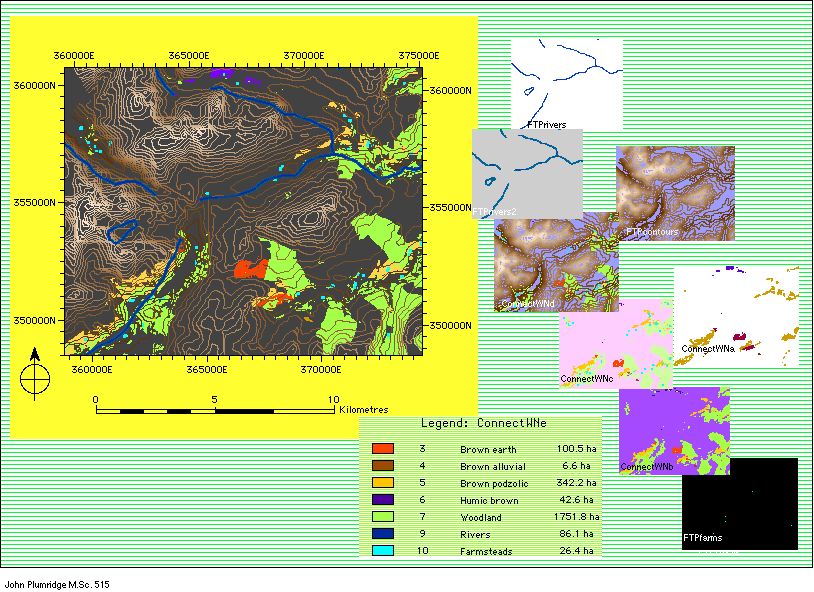 360000E 365000E 370000E 375000E
360000N 360000N
355000N 355000N
350000N 350000N
360000E 365000E 370000E
0 5 10 Kilometres
FTPrivers
FTPrivers2
FTPcontours
ConnectWNd
ConnectWNa
ConnectWNc
ConnectWNb
FTPfarms
Legend: ConnectWNe
3 Brown earth 100.5 ha
4 Brown alluvial 6.6 ha
5 Brown podzolic 342.2 ha
6 Humic brown 42.6 ha
7 Woodland 1751.8 ha
9 Rivers 86.1 ha
10 Farmsteads 26.4 ha
John Plumridge M.Sc. 515